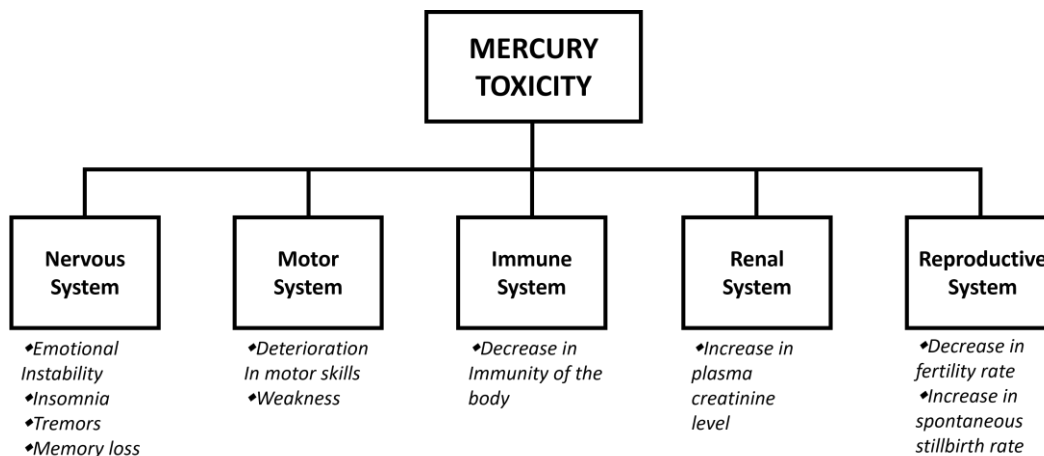 MERCURY
TOXICITY
Nervous
System
Motor
System
Immune
System
Renal
System
Reproductive
System
◆Emotional
Instability
◆Insomnia
◆Tremors
◆Memory loss
◆Deterioration
In motor skills
◆Weakness
◆Decrease in
Immunity of the
body
◆Increase in
plasma
creatinine
level
◆Decrease in
fertility rate
◆Increase in
spontaneous
stillbirth rate